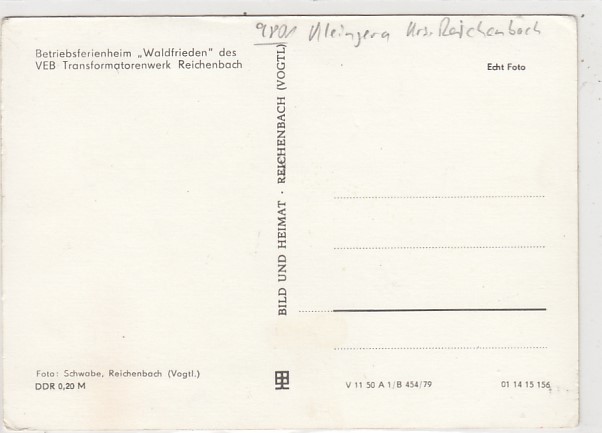 9801 Kleingera Krs. Reichenbach
Betriebsferienheim „Waldfrieden" des
VEB Transformatorenwerk Reichenbach
Echt Foto
BILD UND HEIMAT · REICHENBACH (VOGTL)
Foto: Schwabe, Reichenbach (Vogtl.)
DDR 0,20 M
V 11 50 A 1/B 454/79
01 14 15 156